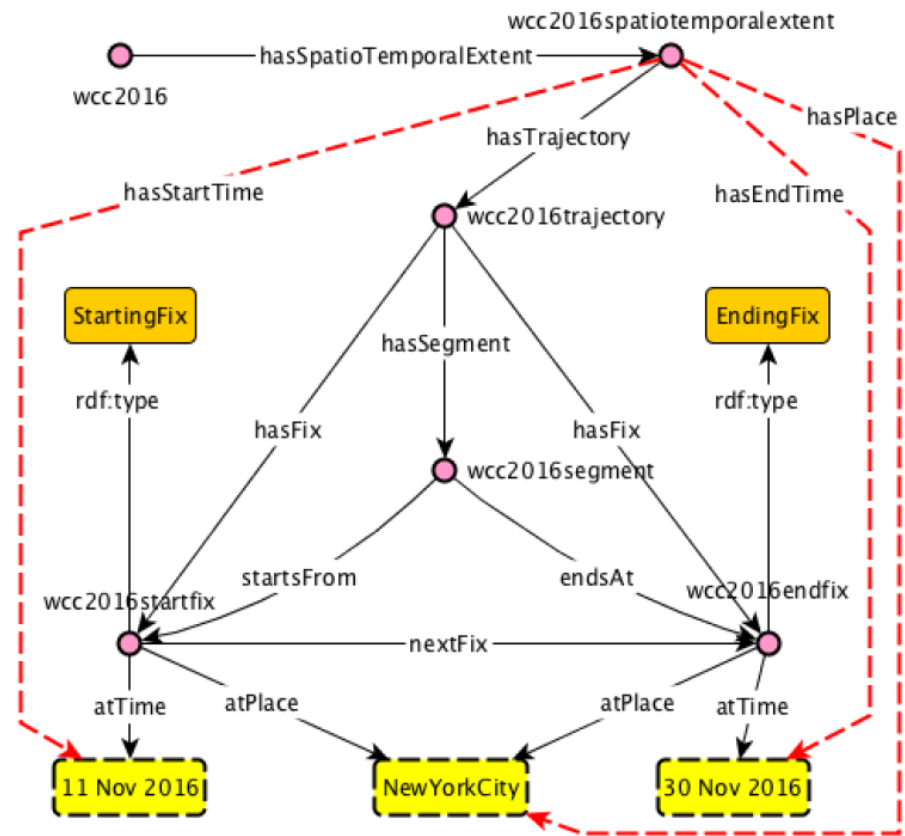 wcc2016spatiotemporalextent
hasSpatioTemporalExtent
wcc2016
hasPlace
hasTrajectory
hasStartTime
hasEndTime
wcc2016trajectory
StartingFix
EndingFix
hasSegment
rdf:type
rdf:type
hasFix
hasFix
wcc2016segment
startsFrom
endsAt
wcc2016startfix
wcc2016endfix
nextFix
atTime
atPlace
atPlace
atTime
11 Nov 2016
NewYorkCity
30 Nov 2016